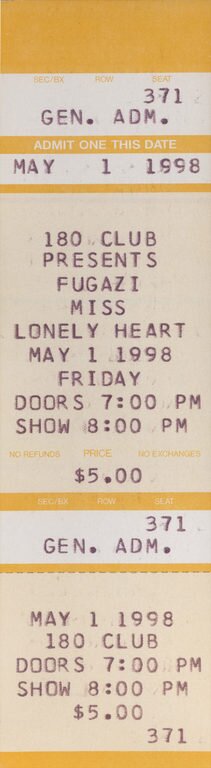 SEC/BX ROW SEAT
371
GEN. ADM.
ADMIT ONE THIS DATE
MAY 1 1998
180 CLUB
PRESENTS
FUGAZI
MISS
LONELY HEART
MAY 1 1998
FRIDAY
DOORS 7:00 PM
SHOW 8:00 PM
NO REFUNDS PRICE NO EXCHANGES
$5.00
SEC/BX ROW SEAT
371
GEN. ADM.
MAY 1 1998
180 CLUB
DOORS 7:00 PM
SHOW 8:00 PM
$5.00
371